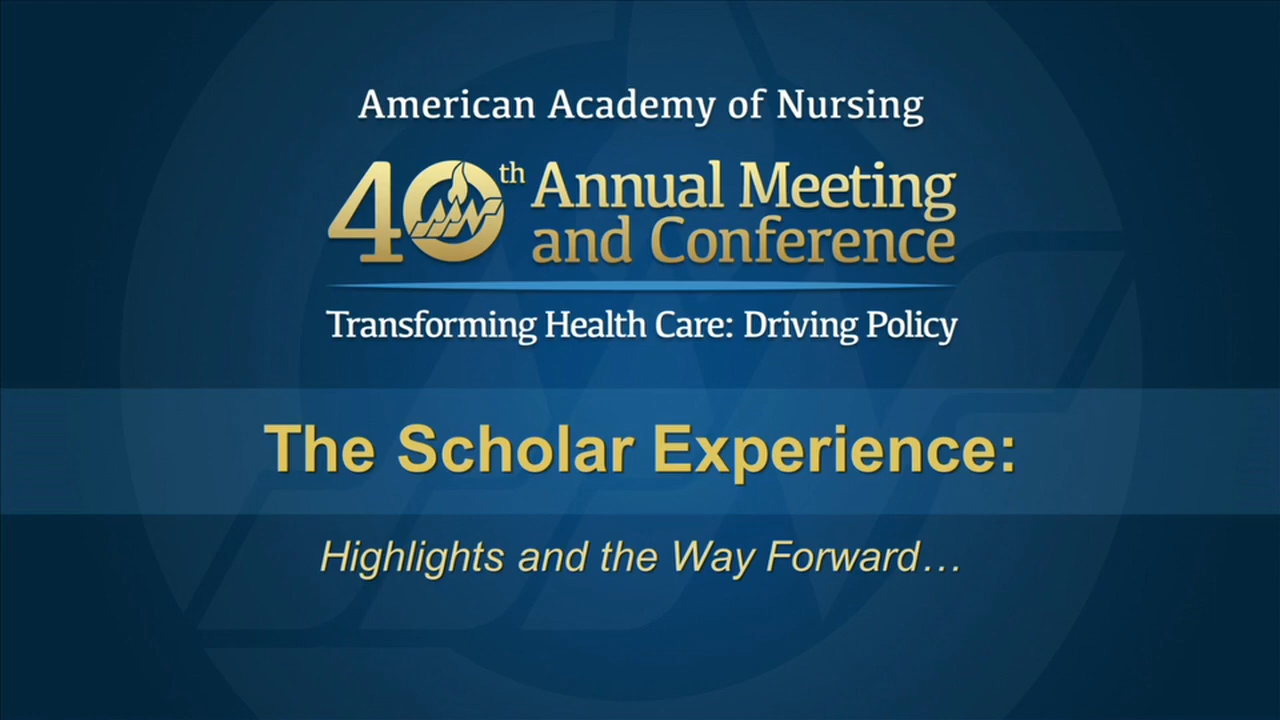 American Academy of Nursing
40th Annual Meeting
and Conference
Transforming Health Care: Driving Policy
The Scholar Experience:
Highlights and the Way Forward…